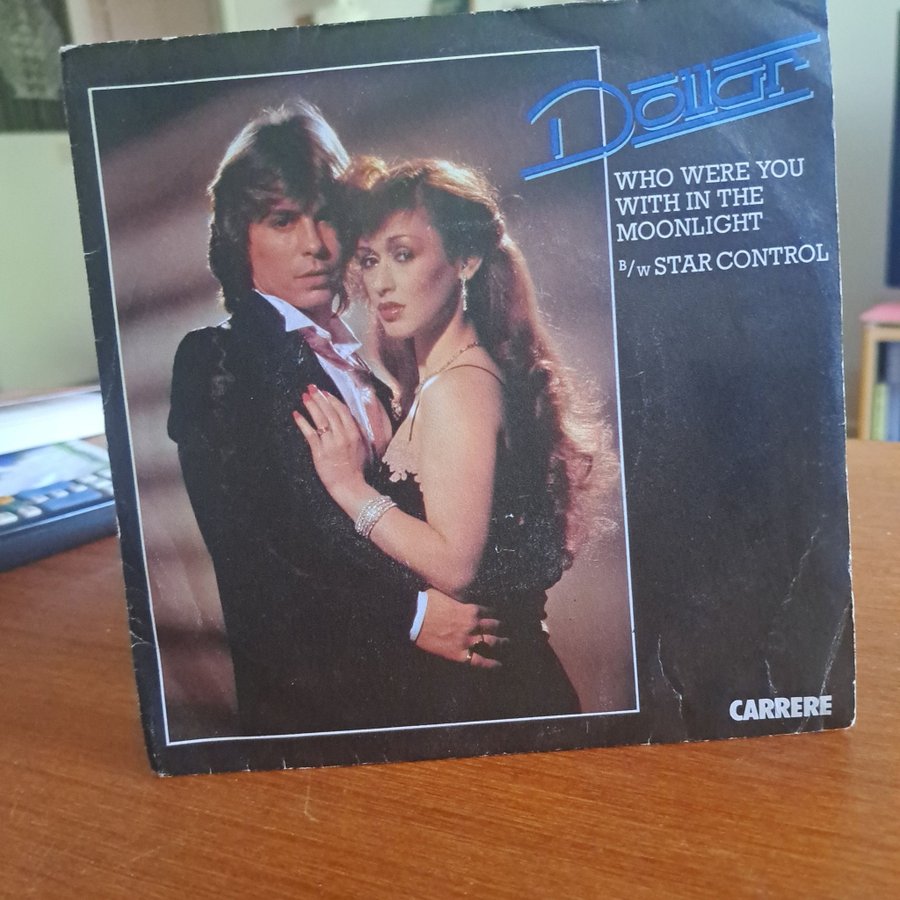 Dollar
WHO WERE YOU
WITH IN THE
MOONLIGHT
B/W STAR CONTROL
CARRERE